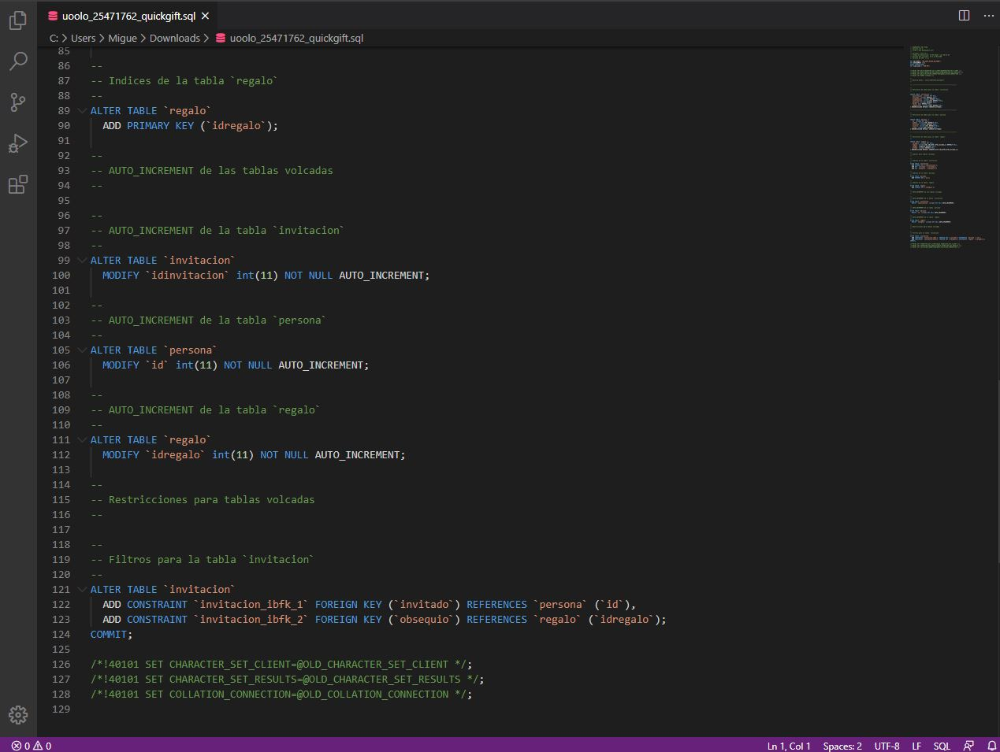 uoolo_25471762_quickgift.sql
C: > Users > Migue > Downloads > uoolo_25471762_quickgift.sql
85
86 --
87 -- Indices de la tabla `regalo`
88 --
89 ALTER TABLE `regalo`
90 ADD PRIMARY KEY (`idregalo`);
91
92 --
93 -- AUTO_INCREMENT de las tablas volcadas
94 --
95
96 --
97 -- AUTO_INCREMENT de la tabla `invitacion`
98 --
99 ALTER TABLE `invitacion`
100 MODIFY `idinvitacion` int(11) NOT NULL AUTO_INCREMENT;
101
102 --
103 -- AUTO_INCREMENT de la tabla `persona`
104 --
105 ALTER TABLE `persona`
106 MODIFY `id` int(11) NOT NULL AUTO_INCREMENT;
107
108 --
109 -- AUTO_INCREMENT de la tabla `regalo`
110 --
111 ALTER TABLE `regalo`
112 MODIFY `idregalo` int(11) NOT NULL AUTO_INCREMENT;
113
114 --
115 -- Restricciones para tablas volcadas
116 --
117
118 --
119 -- Filtros para la tabla `invitacion`
120 --
121 ALTER TABLE `invitacion`
122 ADD CONSTRAINT `invitacion_ibfk_1` FOREIGN KEY (`invitado`) REFERENCES `persona` (`id`),
123 ADD CONSTRAINT `invitacion_ibfk_2` FOREIGN KEY (`obsequio`) REFERENCES `regalo` (`idregalo`);
124 COMMIT;
125
126 /*!40101 SET CHARACTER_SET_CLIENT=@OLD_CHARACTER_SET_CLIENT */;
127 /*!40101 SET CHARACTER_SET_RESULTS=@OLD_CHARACTER_SET_RESULTS */;
128 /*!40101 SET COLLATION_CONNECTION=@OLD_COLLATION_CONNECTION */;
129
0 0 Ln 1, Col 1 Spaces: 2 UTF-8 LF SQL